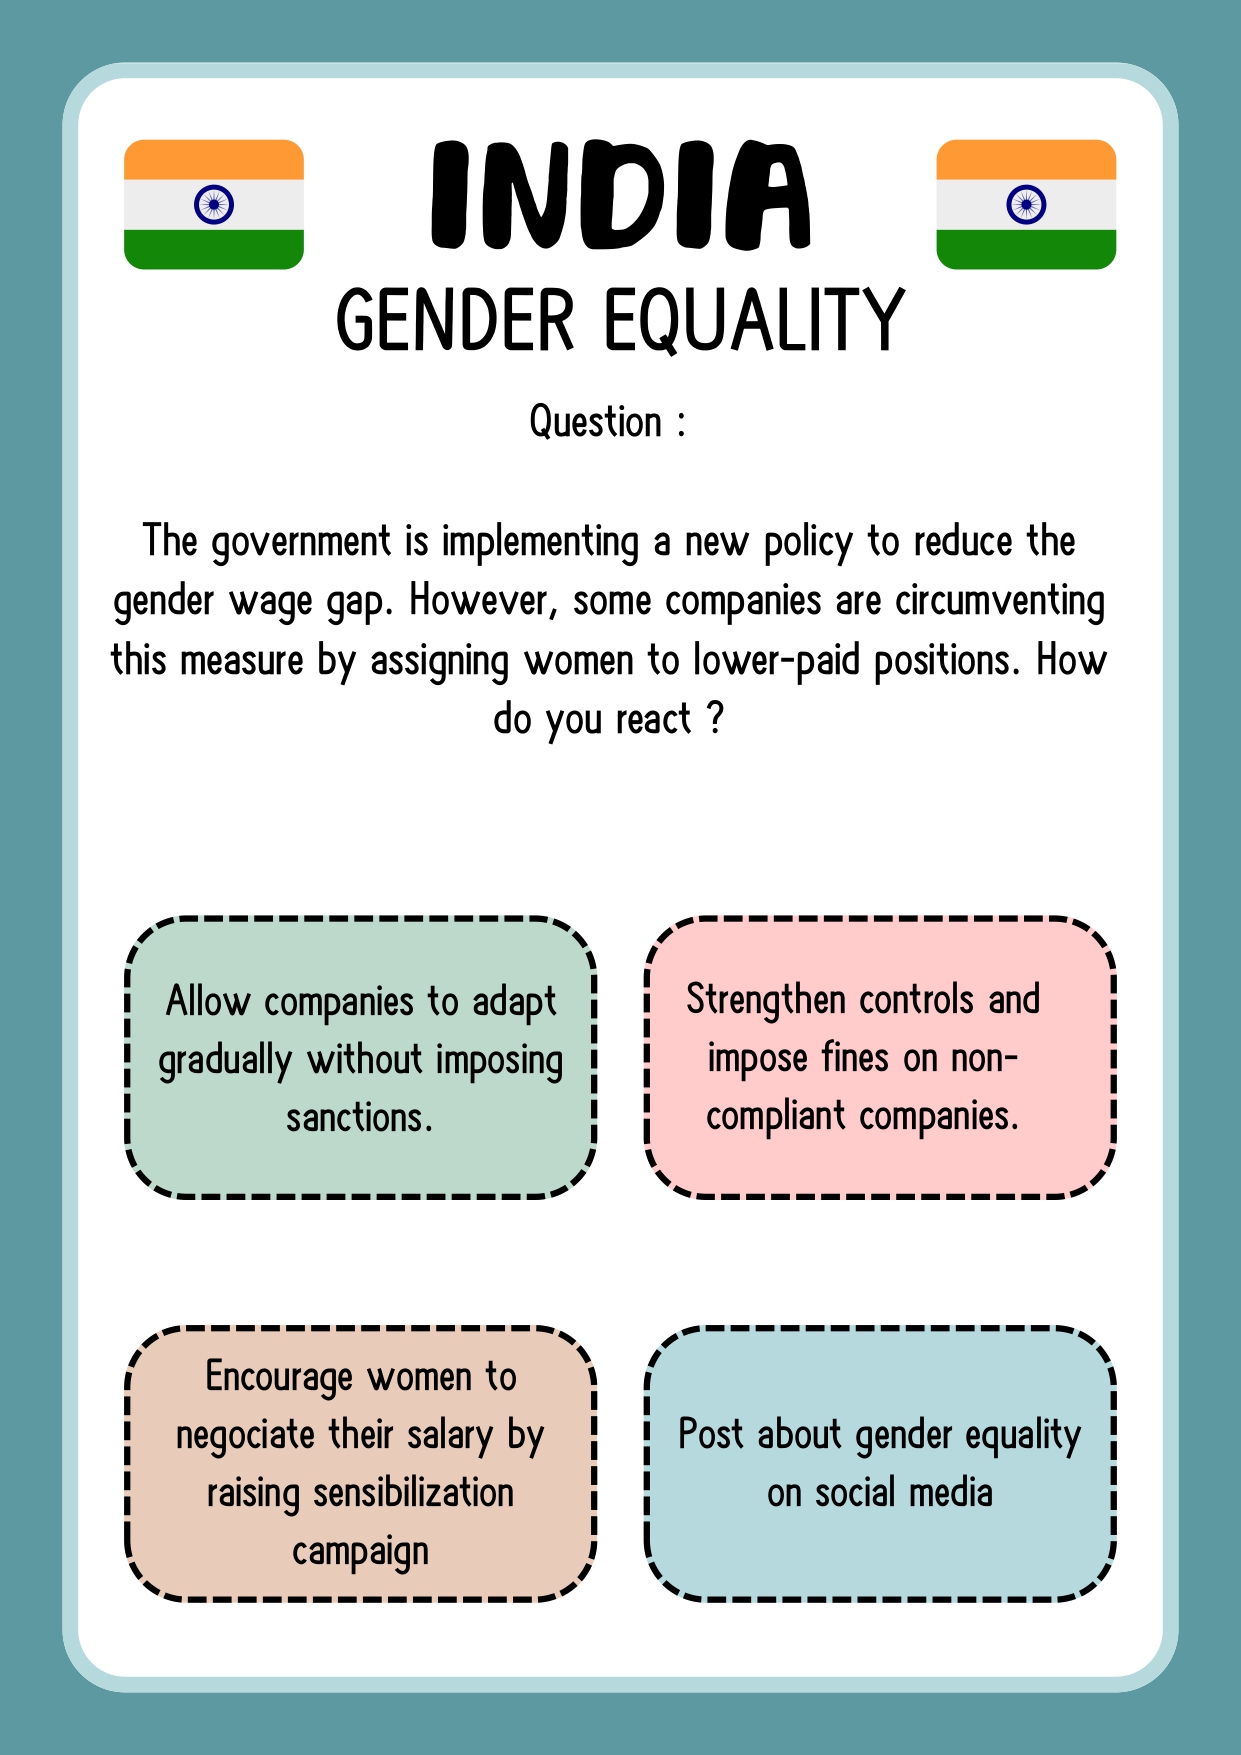 INDIA
GENDER EQUALITY
Question :
The government is implementing a new policy to reduce the
gender wage gap. However, some companies are circumventing
this measure by assigning women to lower-paid positions. How
do you react ?
Allow companies to adapt
gradually without imposing
sanctions.
Strengthen controls and
impose fines on non-
compliant companies.
Encourage women to
negociate their salary by
raising sensibilization
campaign
Post about gender equality
on social media